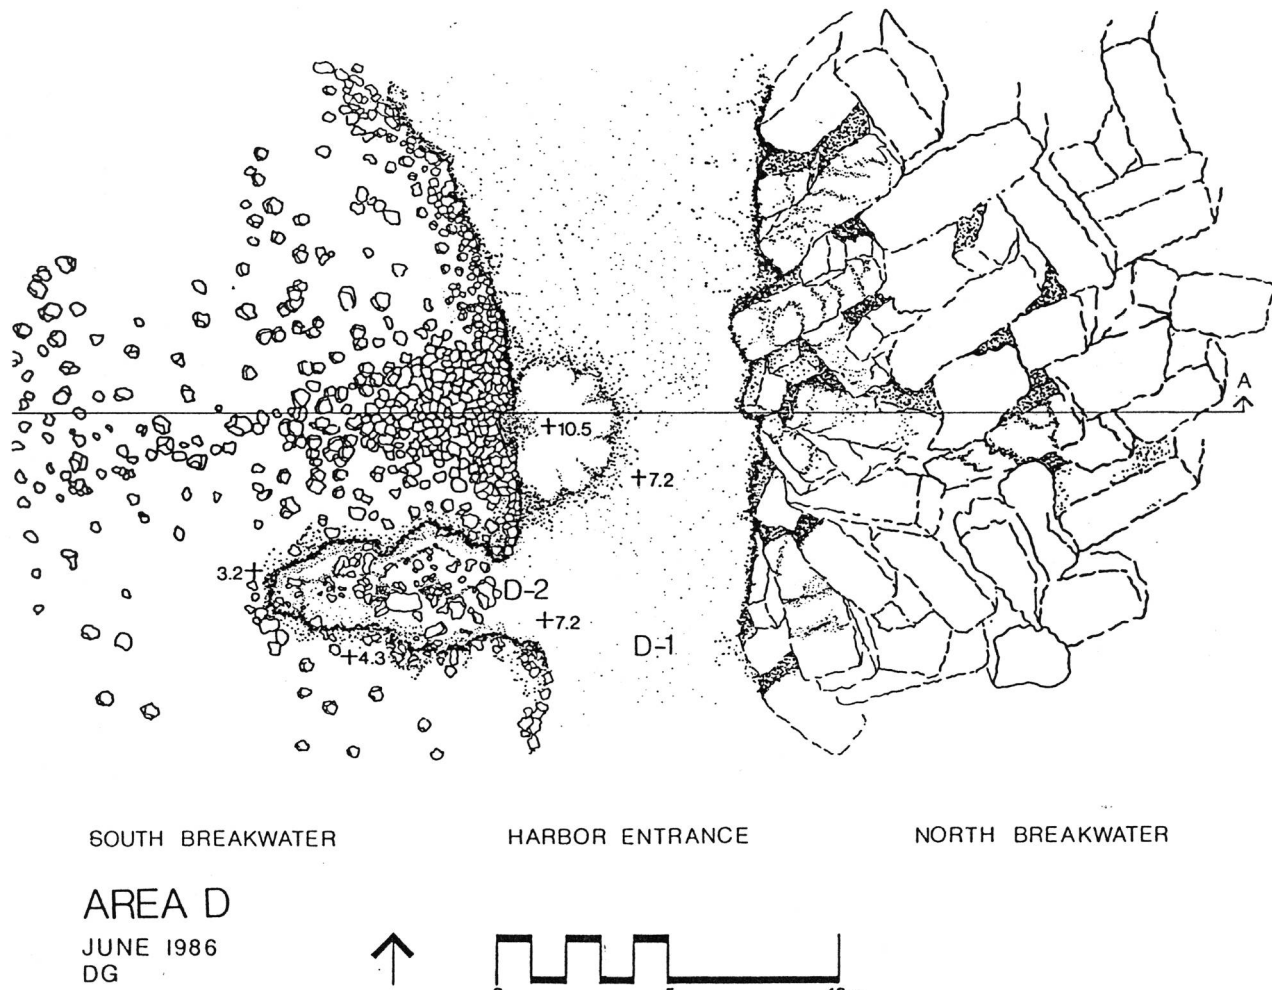 A
+10.5
+7.2
3.2+
D-2
+7.2
D-1
+4.3
SOUTH BREAKWATER
HARBOR ENTRANCE
NORTH BREAKWATER
AREA D
JUNE 1986
DG